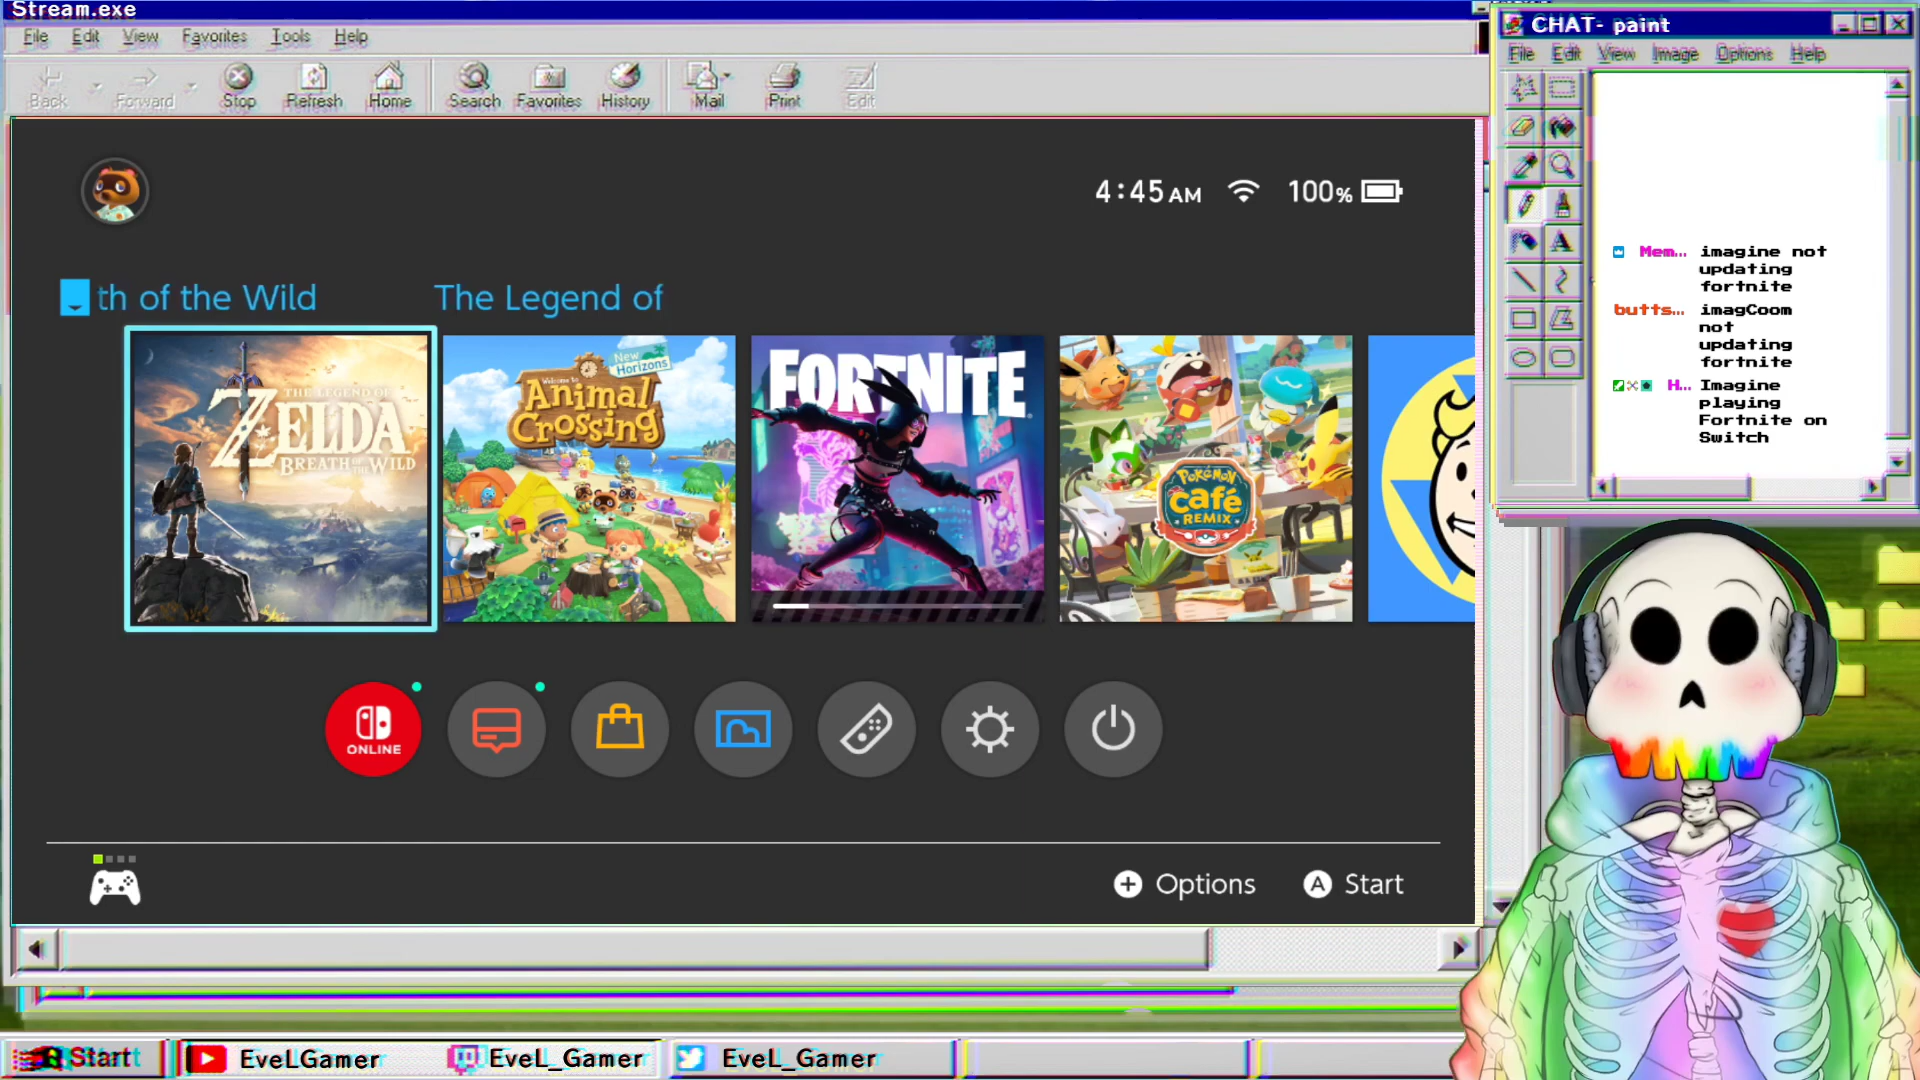 Stream.exe
File Edit View Favorites Tools Help
Back Forward Stop Refresh Home Search Favorites History Mail Print Edit
4:45 AM 100%
th of the Wild The Legend of
THE LEGEND OF
ZELDA
BREATH OF THE WILD
New
Horizons
Welcome to
Animal
Crossing
FORTNITE
Pokémon
café
REMIX
ONLINE
Options Start
A
CHAT- paint
File Edit View Image Options Help
A
Mem... imagine not
updating
fortnite
butts... imagCoom
not
updating
fortnite
H... Imagine
playing
Fortnite on
Switch
Start EveLGamer EveL_Gamer EveL_Gamer